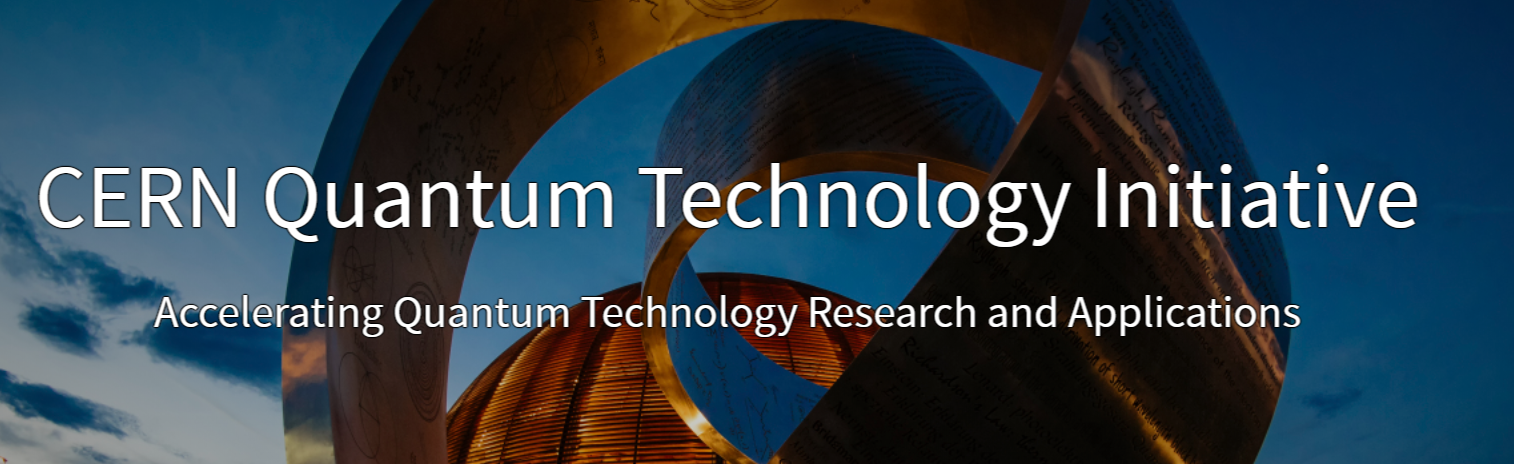 CERN Quantum Technology Initiative
Accelerating Quantum Technology Research and Applications